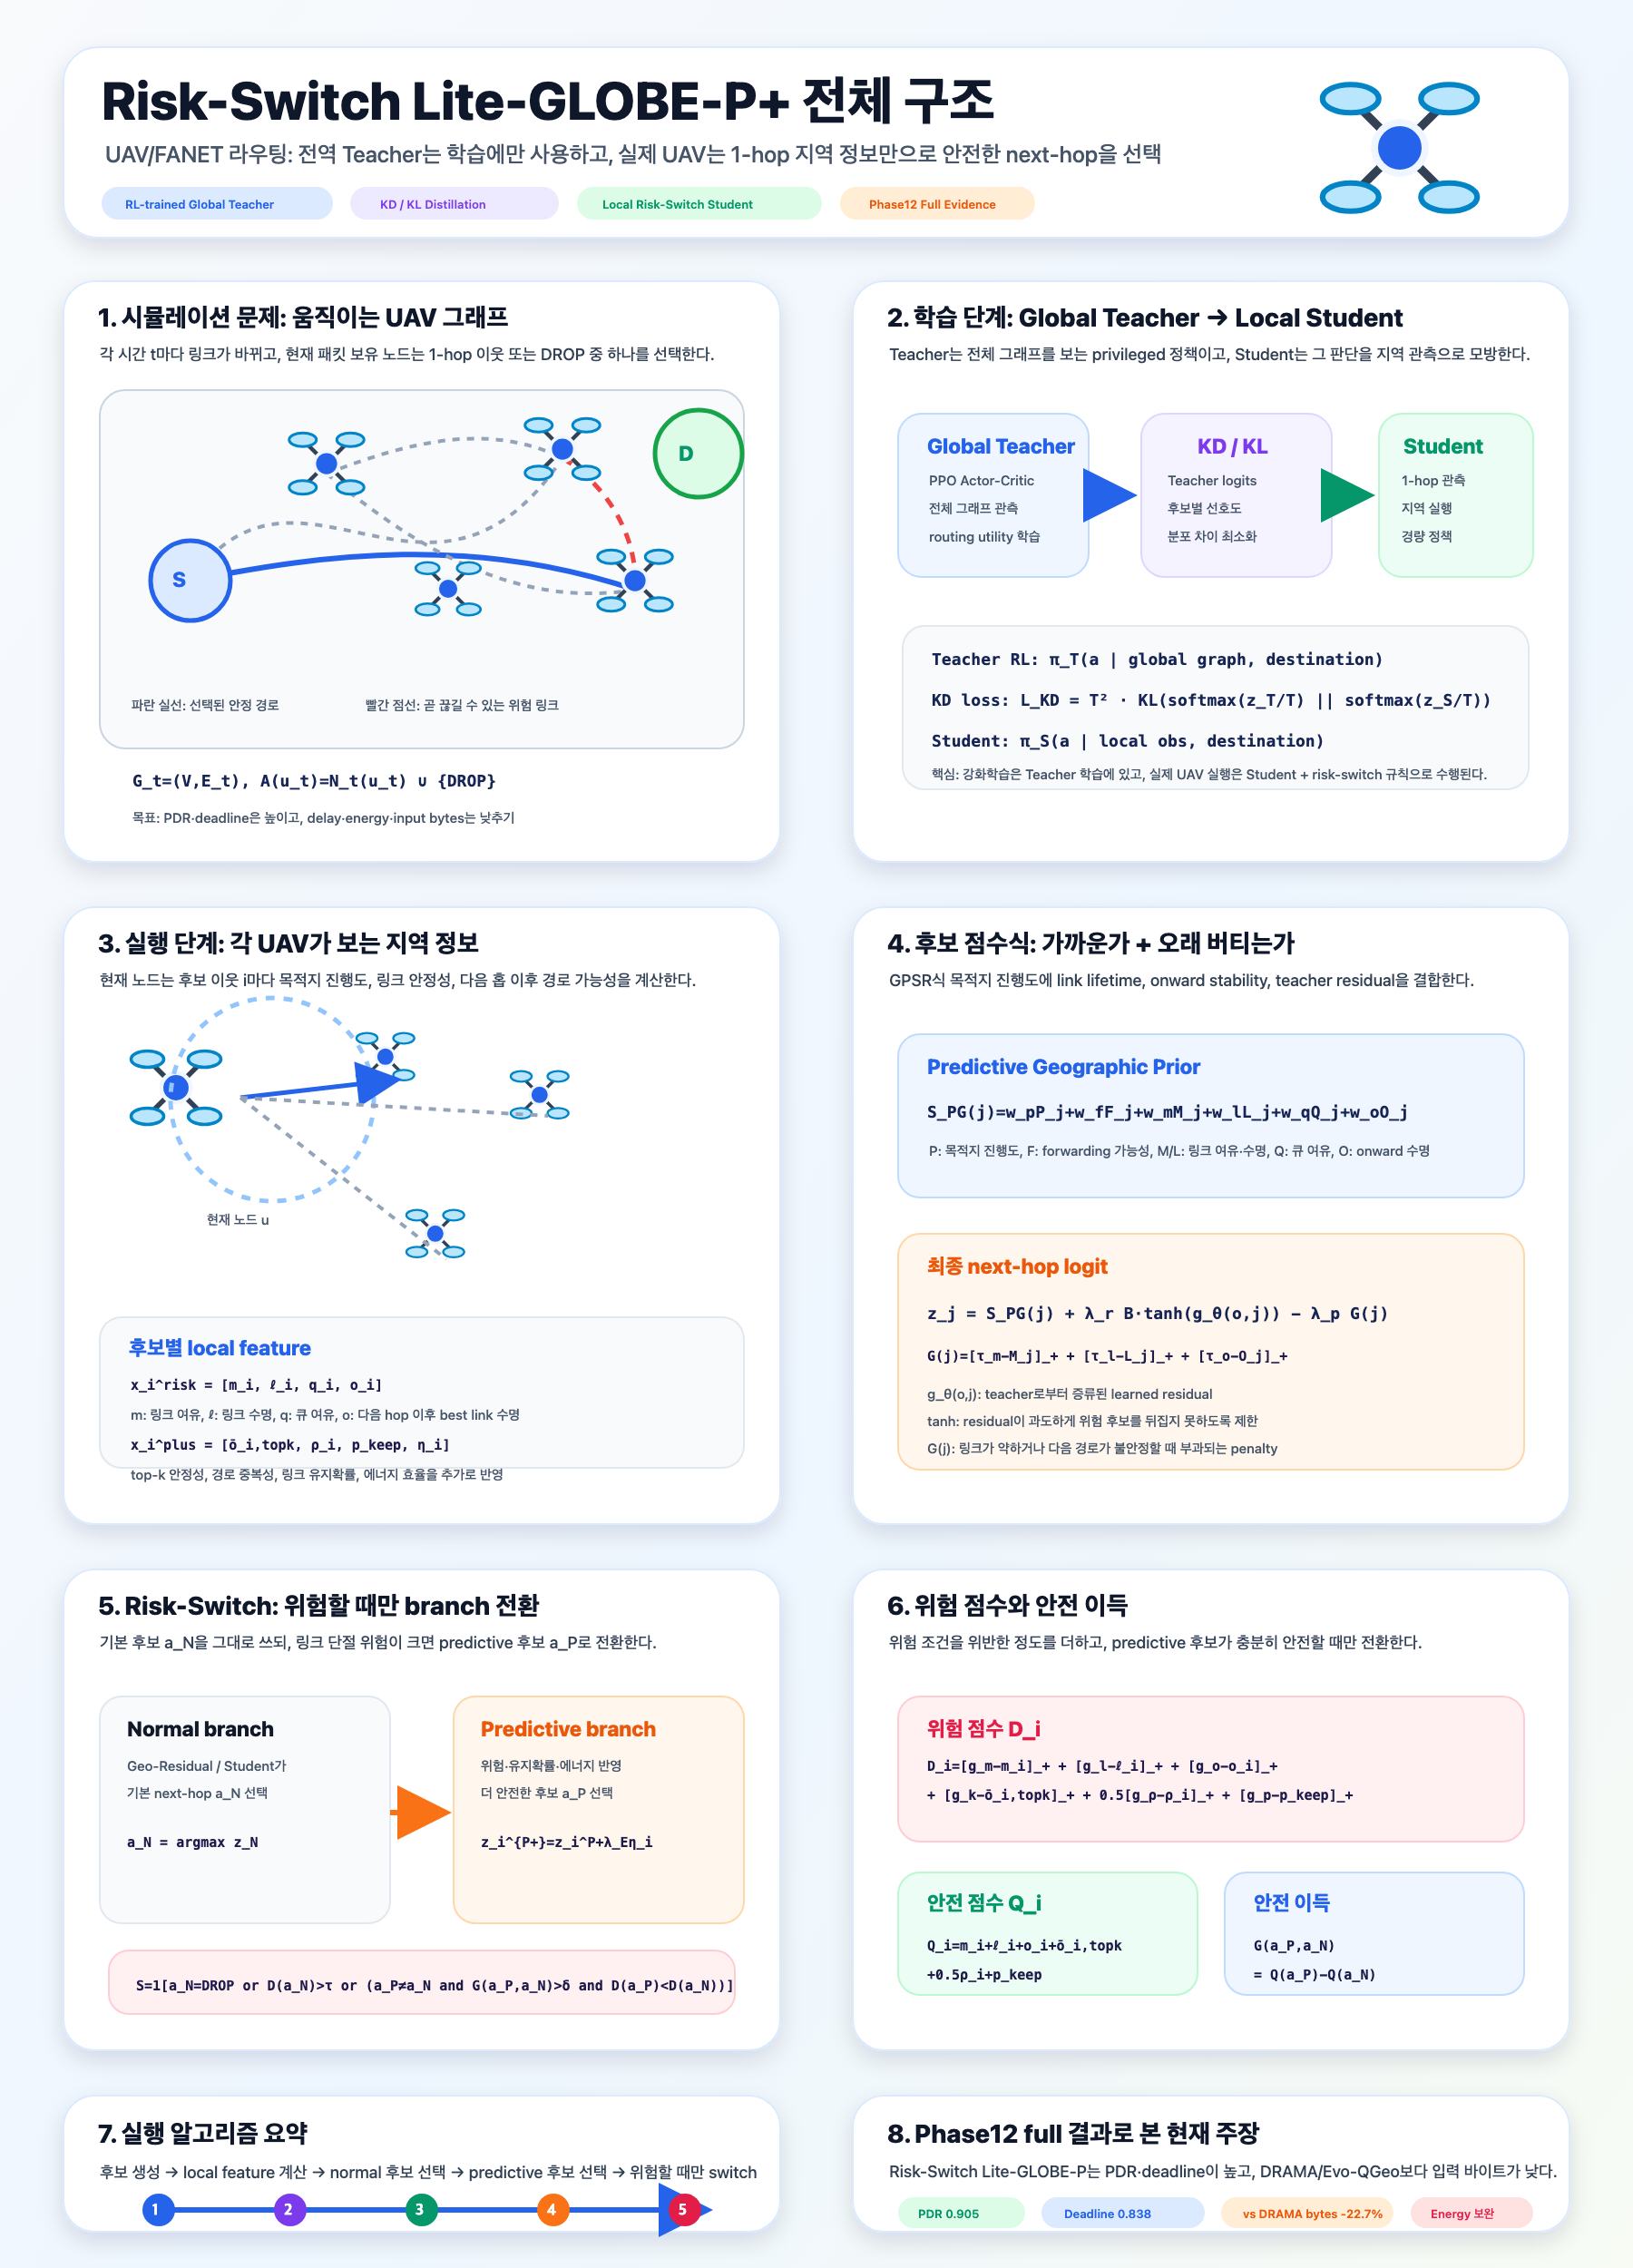 Risk-Switch Lite-GLOBE-P+ 전체 구조
UAV/FANET 라우팅: 전역 Teacher는 학습에만 사용하고, 실제 UAV는 1-hop 지역 정보만으로 안전한 next-hop을 선택
RL-trained Global Teacher
KD / KL Distillation
Local Risk-Switch Student
Phase12 Full Evidence
1. 시뮬레이션 문제: 움직이는 UAV 그래프
각 시간 t마다 링크가 바뀌고, 현재 패킷 보유 노드는 1-hop 이웃 또는 DROP 중 하나를 선택한다.
D
S
파란 실선: 선택된 안정 경로
빨간 점선: 곧 끊길 수 있는 위험 링크
G_t=(V,E_t), A(u_t)=N_t(u_t) ∪ {DROP}
목표: PDR·deadline은 높이고, delay·energy·input bytes는 낮추기
2. 학습 단계: Global Teacher → Local Student
Teacher는 전체 그래프를 보는 privileged 정책이고, Student는 그 판단을 지역 관측으로 모방한다.
Global Teacher
PPO Actor-Critic
전체 그래프 관측
routing utility 학습
KD / KL
Teacher logits
후보별 선호도
분포 차이 최소화
Student
1-hop 관측
지역 실행
경량 정책
Teacher RL: π_T(a | global graph, destination)
KD loss: L_KD = T² · KL(softmax(z_T/T) || softmax(z_S/T))
Student: π_S(a | local obs, destination)
핵심: 강화학습은 Teacher 학습에 있고, 실제 UAV 실행은 Student + risk-switch 규칙으로 수행된다.
3. 실행 단계: 각 UAV가 보는 지역 정보
현재 노드는 후보 이웃 i마다 목적지 진행도, 링크 안정성, 다음 홉 이후 경로 가능성을 계산한다.
현재 노드 u
후보별 local feature
x_i^risk = [m_i, ℓ_i, q_i, o_i]
m: 링크 여유, ℓ: 링크 수명, q: 큐 여유, o: 다음 hop 이후 best link 수명
x_i^plus = [ō_i,topk, ρ_i, p_keep, η_i]
top-k 안정성, 경로 중복성, 링크 유지확률, 에너지 효율을 추가로 반영
4. 후보 점수식: 가까운가 + 오래 버티는가
GPSR식 목적지 진행도에 link lifetime, onward stability, teacher residual을 결합한다.
Predictive Geographic Prior
S_PG(j)=w_pP_j+w_fF_j+w_mM_j+w_lL_j+w_qQ_j+w_oO_j
P: 목적지 진행도, F: forwarding 가능성, M/L: 링크 여유·수명, Q: 큐 여유, O: onward 수명
최종 next-hop logit
z_j = S_PG(j) + λ_r B·tanh(g_θ(o,j)) − λ_p G(j)
G(j)=[τ_m−M_j]_+ + [τ_l−L_j]_+ + [τ_o−O_j]_+
g_θ(o,j): teacher로부터 증류된 learned residual
tanh: residual이 과도하게 위험 후보를 뒤집지 못하도록 제한
G(j): 링크가 약하거나 다음 경로가 불안정할 때 부과되는 penalty
5. Risk-Switch: 위험할 때만 branch 전환
기본 후보 a_N을 그대로 쓰되, 링크 단절 위험이 크면 predictive 후보 a_P로 전환한다.
Normal branch
Geo-Residual / Student가
기본 next-hop a_N 선택
a_N = argmax z_N
Predictive branch
위험·유지확률·에너지 반영
더 안전한 후보 a_P 선택
z_i^{P+}=z_i^P+λ_Eη_i
S=1[a_N=DROP or D(a_N)>τ or (a_P≠a_N and G(a_P,a_N)>δ and D(a_P)<D(a_N))]
6. 위험 점수와 안전 이득
위험 조건을 위반한 정도를 더하고, predictive 후보가 충분히 안전할 때만 전환한다.
위험 점수 D_i
D_i=[g_m−m_i]_+ + [g_l−ℓ_i]_+ + [g_o−o_i]_+
+ [g_k−ō_i,topk]_+ + 0.5[g_ρ−ρ_i]_+ + [g_p−p_keep]_+
안전 점수 Q_i
Q_i=m_i+ℓ_i+o_i+ō_i,topk
+0.5ρ_i+p_keep
안전 이득
G(a_P,a_N)
= Q(a_P)−Q(a_N)
7. 실행 알고리즘 요약
후보 생성 → local feature 계산 → normal 후보 선택 → predictive 후보 선택 → 위험할 때만 switch
1
2
3
4
5
8. Phase12 full 결과로 본 현재 주장
Risk-Switch Lite-GLOBE-P는 PDR·deadline이 높고, DRAMA/Evo-QGeo보다 입력 바이트가 낮다.
PDR 0.905
Deadline 0.838
vs DRAMA bytes -22.7%
Energy 보완